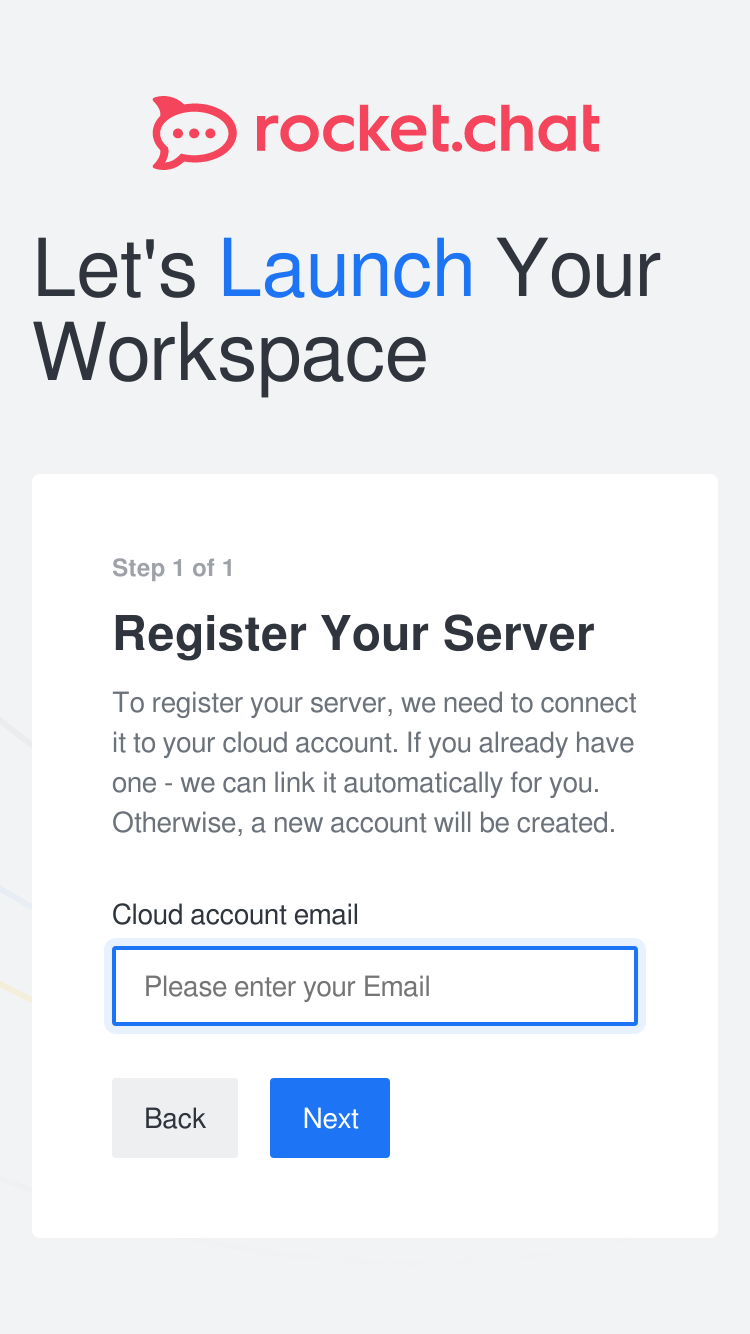 rocket.chat
Let's Launch Your
Workspace
Step 1 of 1
Register Your Server
To register your server, we need to connect
it to your cloud account. If you already have
one - we can link it automatically for you.
Otherwise, a new account will be created.
Cloud account email
Please enter your Email
Back Next